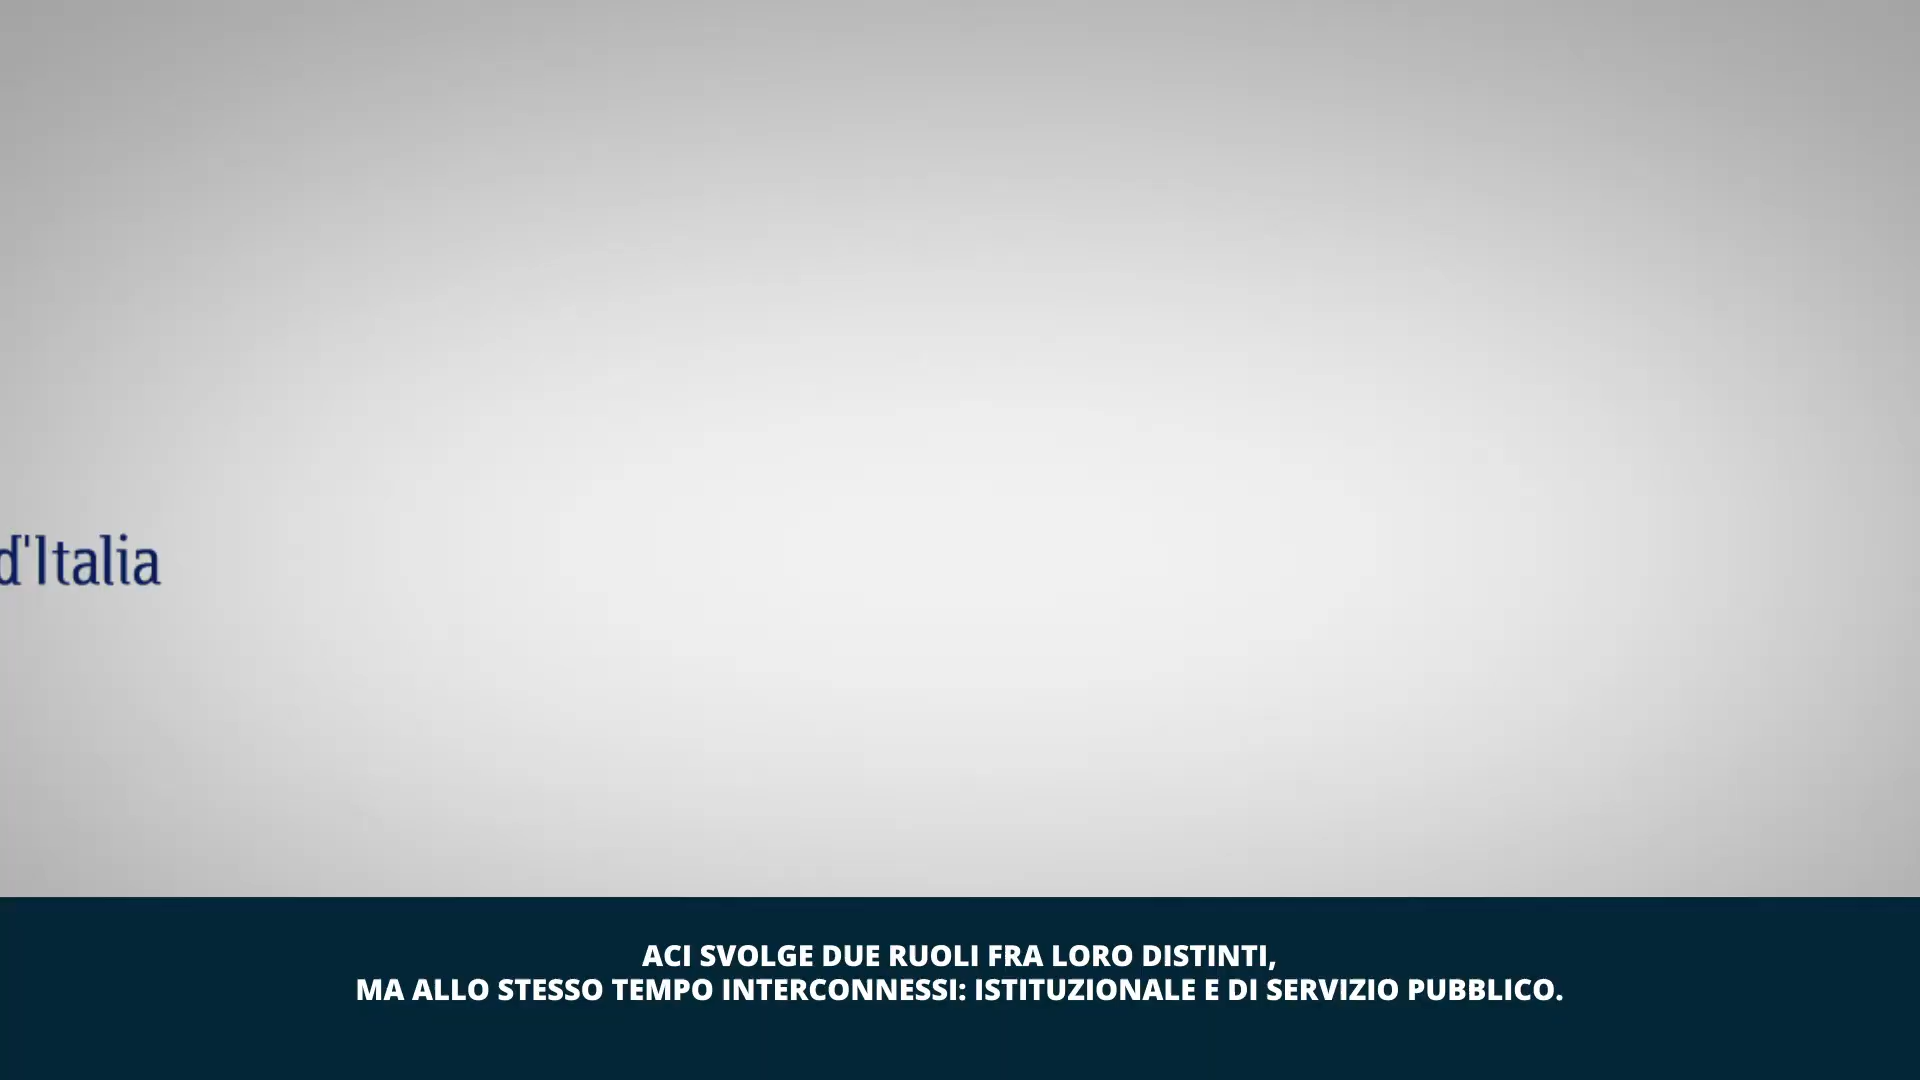 d'Italia
ACI SVOLGE DUE RUOLI FRA LORO DISTINTI,
MA ALLO STESSO TEMPO INTERCONNESSI: ISTITUZIONALE E DI SERVIZIO PUBBLICO.